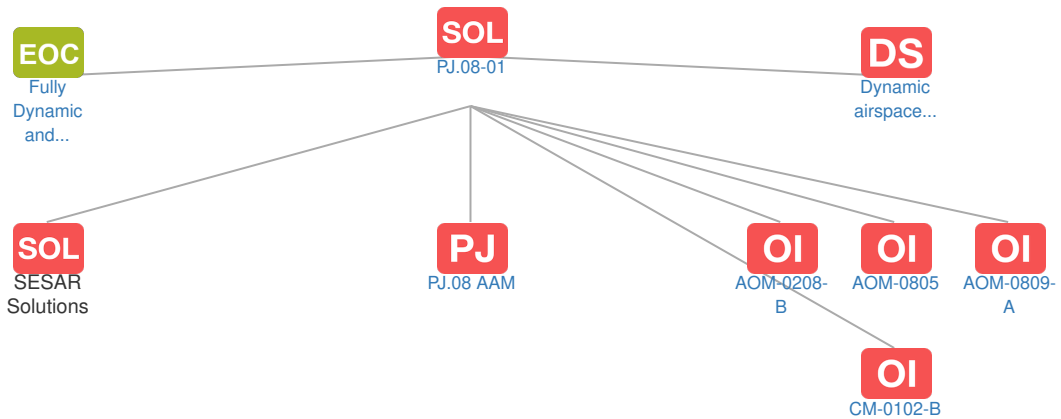 EOC
Fully
Dynamic
and...
SOL
PJ.08-01
DS
Dynamic
airspace...
SOL
SESAR
Solutions
PJ
PJ.08 AAM
OI
AOM-0208-
B
OI
AOM-0805
OI
AOM-0809-
A
OI
CM-0102-B